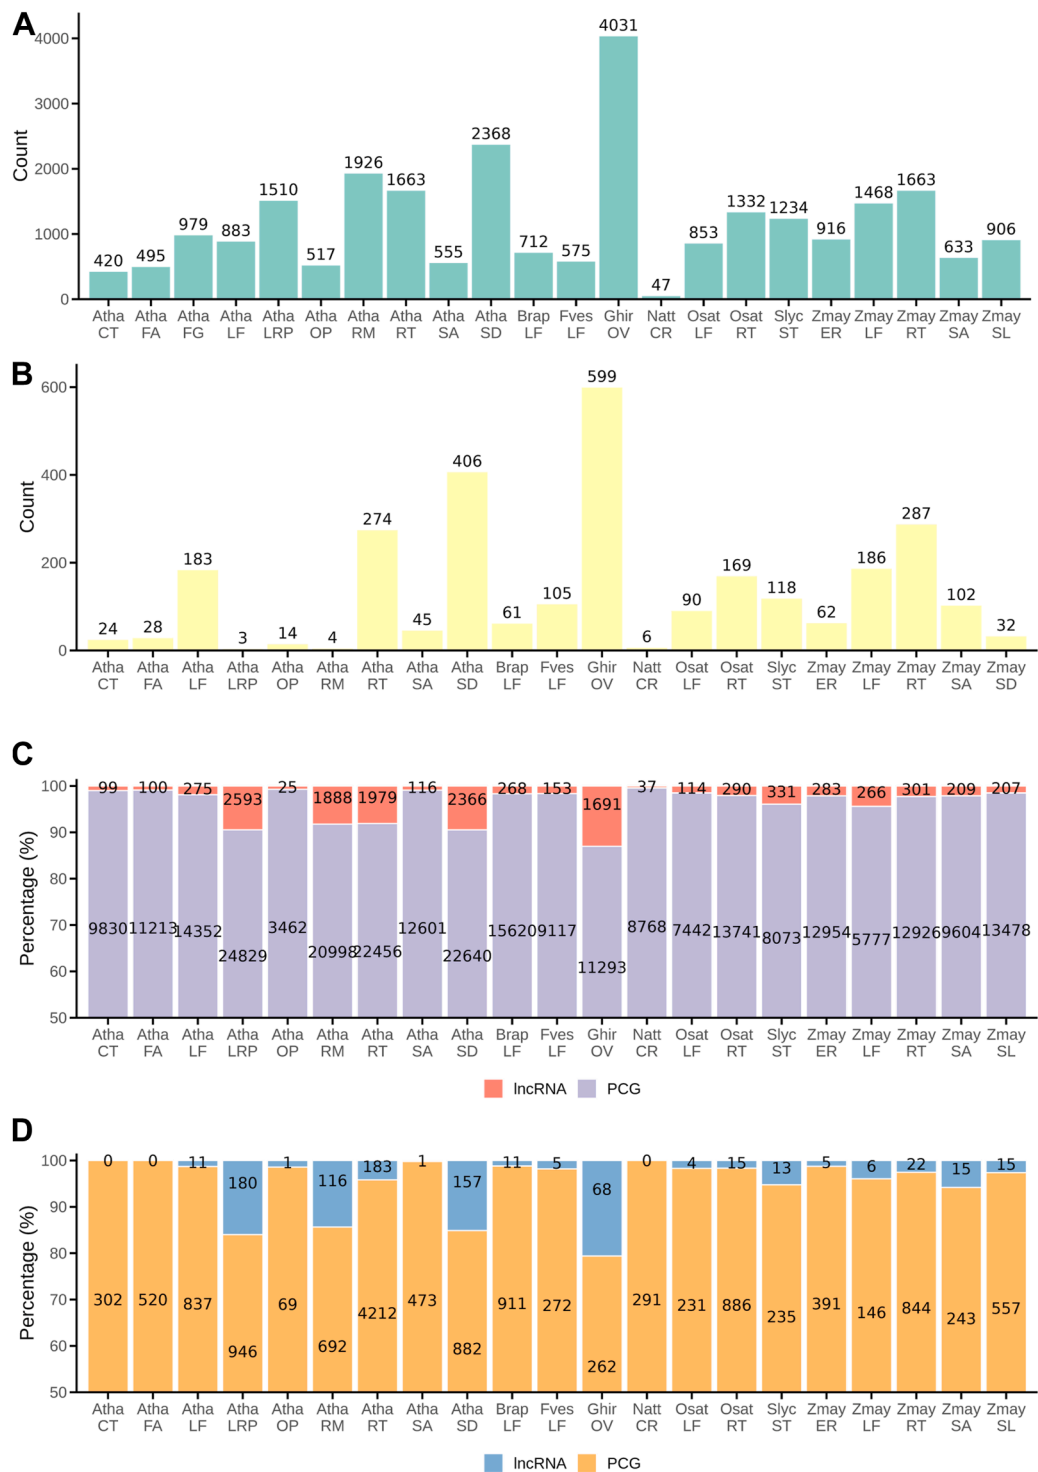 A
Count
4000
3000
2000
1000
0
420 495 979 883 1510 517 1926 1663 555 2368 712 575 4031 47 853 1332 1234 916 1468 1663 633 906
Atha Atha Atha Atha Atha Atha Atha Atha Atha Atha Brap Fves Ghir Natt Osat Osat Slyc Zmay Zmay Zmay Zmay Zmay
CT FA FG LF LRP OP RM RT SA SD LF LF OV CR LF RT ST ER LF RT SA SL
B
Count
600
400
200
0
24 28 183 3 14 4 274 45 406 61 105 599 6 90 169 118 62 186 287 102 32
Atha Atha Atha Atha Atha Atha Atha Atha Atha Brap Fves Ghir Natt Osat Osat Slyc Zmay Zmay Zmay Zmay Zmay
CT FA LF LRP OP RM RT SA SD LF LF OV CR LF RT ST ER LF RT SA SD
C
Percentage (%)
100
90
80
70
60
50
99 100 275 2593 25 1888 1979 116 2366 268 153 1691 37 114 290 331 283 266 301 209 207
9830 11213 14352 24829 3462 20998 22456 12601 22640 15620 9117 11293 8768 7442 13741 8073 12954 5777 12926 9604 13478
Atha Atha Atha Atha Atha Atha Atha Atha Atha Brap Fves Ghir Natt Osat Osat Slyc Zmay Zmay Zmay Zmay Zmay
CT FA LF LRP OP RM RT SA SD LF LF OV CR LF RT ST ER LF RT SA SL
lncRNA PCG
D
Percentage (%)
100
90
80
70
60
50
0 0 11 180 1 116 183 1 157 11 5 68 0 4 15 13 5 6 22 15 15
302 520 837 946 69 692 4212 473 882 911 272 262 291 231 886 235 391 146 844 243 557
Atha Atha Atha Atha Atha Atha Atha Atha Atha Brap Fves Ghir Natt Osat Osat Slyc Zmay Zmay Zmay Zmay Zmay
CT FA LF LRP OP RM RT SA SD LF LF OV CR LF RT ST ER LF RT SA SL
lncRNA PCG